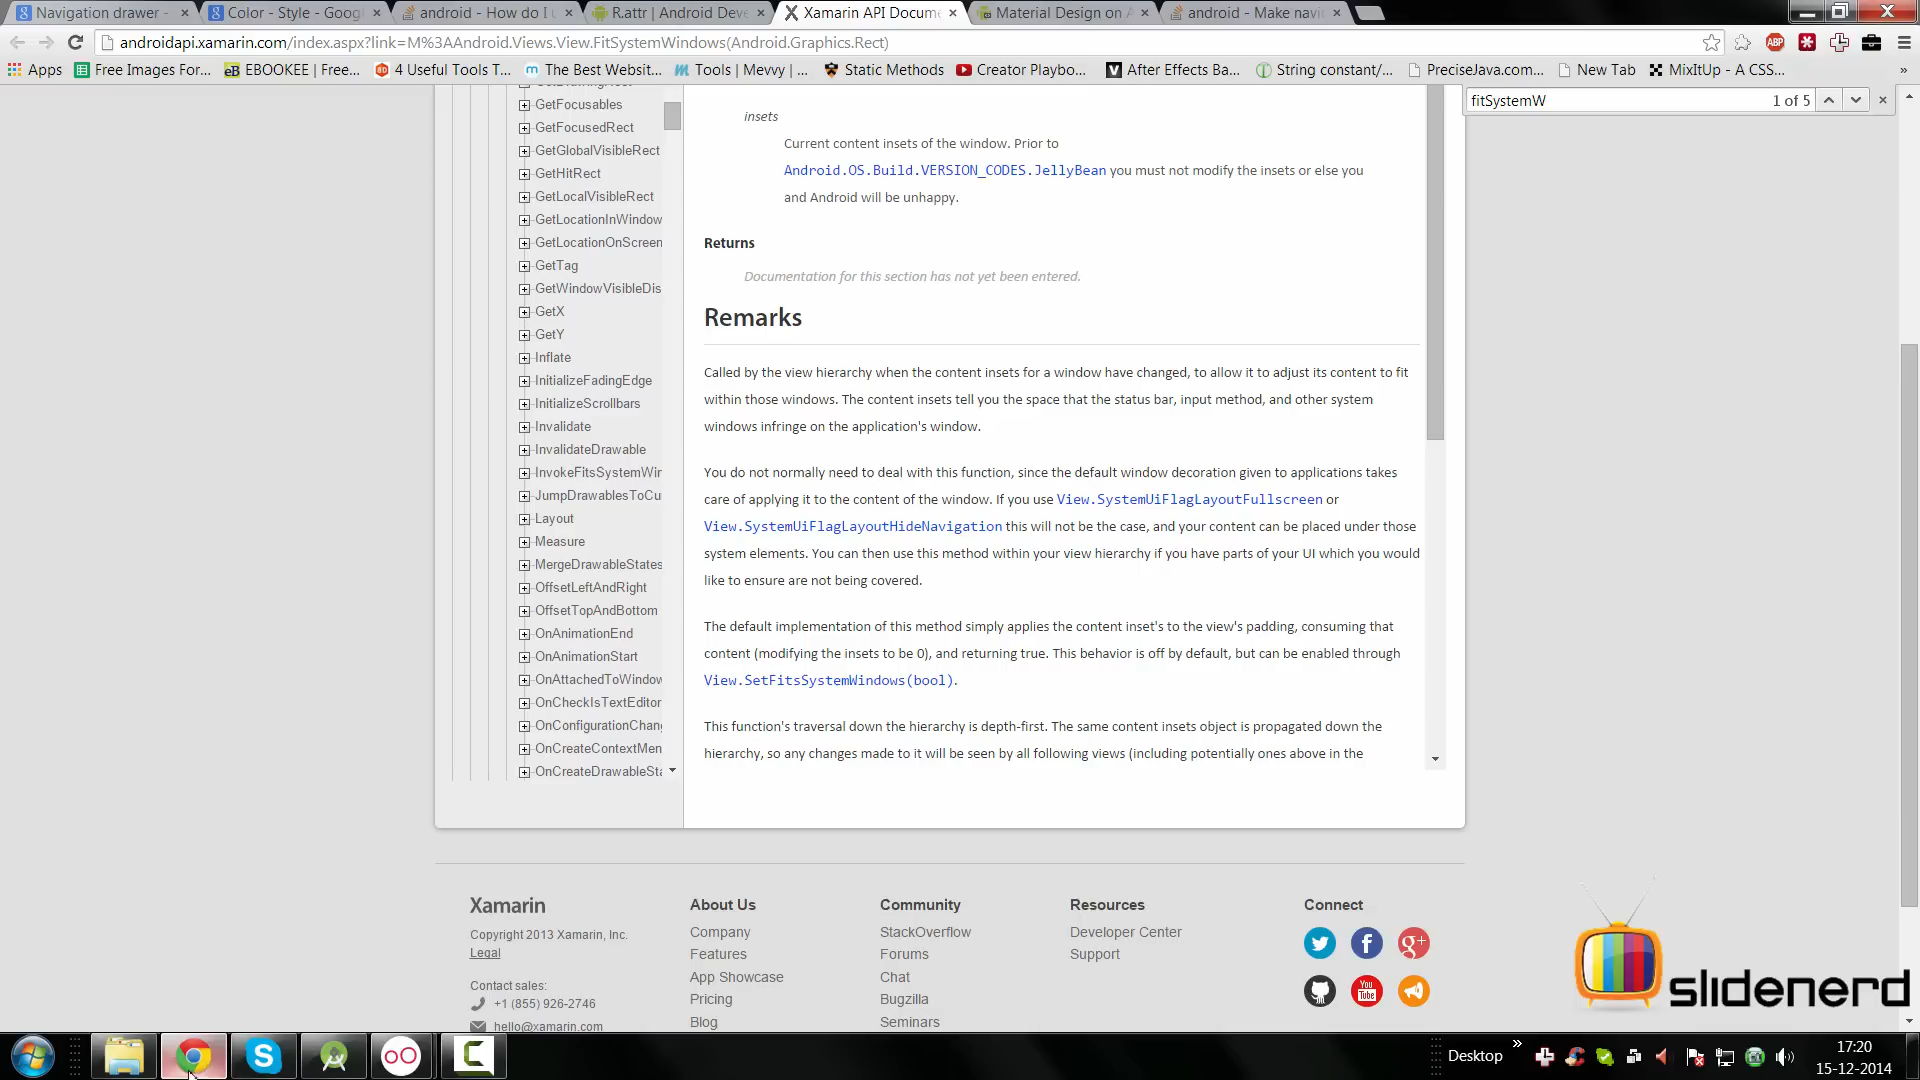 Navigation drawer -
Color - Style - Goog
android - How do I u
R.attr | Android Dev
Xamarin API Docume
Material Design on A
android - Make navi
androidapi.xamarin.com/index.aspx?link=M%3AAndroid.Views.View.FitSystemWindows(Android.Graphics.Rect)
Apps
Free Images For...
EBOOKEE | Free...
4 Useful Tools T...
The Best Websit...
Tools | Mevvy | ...
Static Methods
Creator Playbo...
After Effects Ba...
String constant/...
PreciseJava.com...
New Tab
MixItUp - A CSS...
fitSystemW
1 of 5
GetFocusables
GetFocusedRect
GetGlobalVisibleRect
GetHitRect
GetLocalVisibleRect
GetLocationInWindow
GetLocationOnScreen
GetTag
GetWindowVisibleDis
GetX
GetY
Inflate
InitializeFadingEdge
InitializeScrollbars
Invalidate
InvalidateDrawable
InvokeFitsSystemWir
JumpDrawablesToCu
Layout
Measure
MergeDrawableStates
OffsetLeftAndRight
OffsetTopAndBottom
OnAnimationEnd
OnAnimationStart
OnAttachedToWindow
OnCheckIsTextEditor
OnConfigurationChan
OnCreateContextMen
OnCreateDrawableSta
insets
Current content insets of the window. Prior to
Android.OS.Build.VERSION_CODES.JellyBean you must not modify the insets or else you
and Android will be unhappy.
Returns
Documentation for this section has not yet been entered.
Remarks
Called by the view hierarchy when the content insets for a window have changed, to allow it to adjust its content to fit
within those windows. The content insets tell you the space that the status bar, input method, and other system
windows infringe on the application's window.
You do not normally need to deal with this function, since the default window decoration given to applications takes
care of applying it to the content of the window. If you use View.SystemUiFlagLayoutFullscreen or
View.SystemUiFlagLayoutHideNavigation this will not be the case, and your content can be placed under those
system elements. You can then use this method within your view hierarchy if you have parts of your UI which you would
like to ensure are not being covered.
The default implementation of this method simply applies the content inset's to the view's padding, consuming that
content (modifying the insets to be 0), and returning true. This behavior is off by default, but can be enabled through
View.SetFitsSystemWindows(bool).
This function's traversal down the hierarchy is depth-first. The same content insets object is propagated down the
hierarchy, so any changes made to it will be seen by all following views (including potentially ones above in the
Xamarin
Copyright 2013 Xamarin, Inc.
Legal
Contact sales:
+1 (855) 926-2746
hello@xamarin.com
About Us
Company
Features
App Showcase
Pricing
Blog
Community
StackOverflow
Forums
Chat
Bugzilla
Seminars
Resources
Developer Center
Support
Connect
slidenerd
Desktop
17:20
15-12-2014